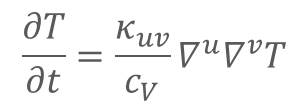 ∂T/∂t = κ_{uv}/c_V ∇^u ∇^v T